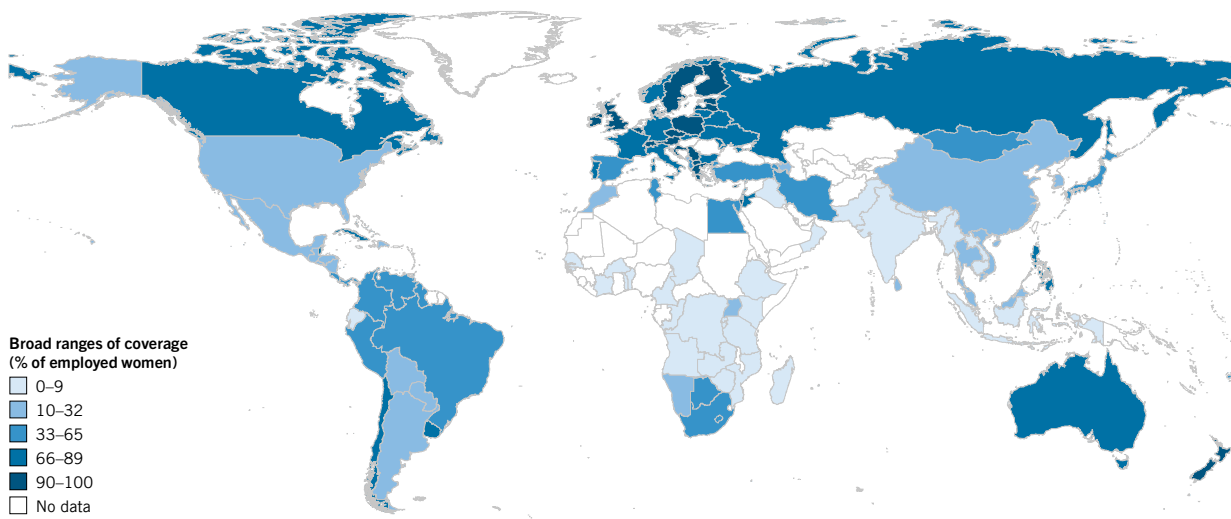 Broad ranges of coverage
(% of employed women)
0–9
10–32
33–65
66–89
90–100
No data